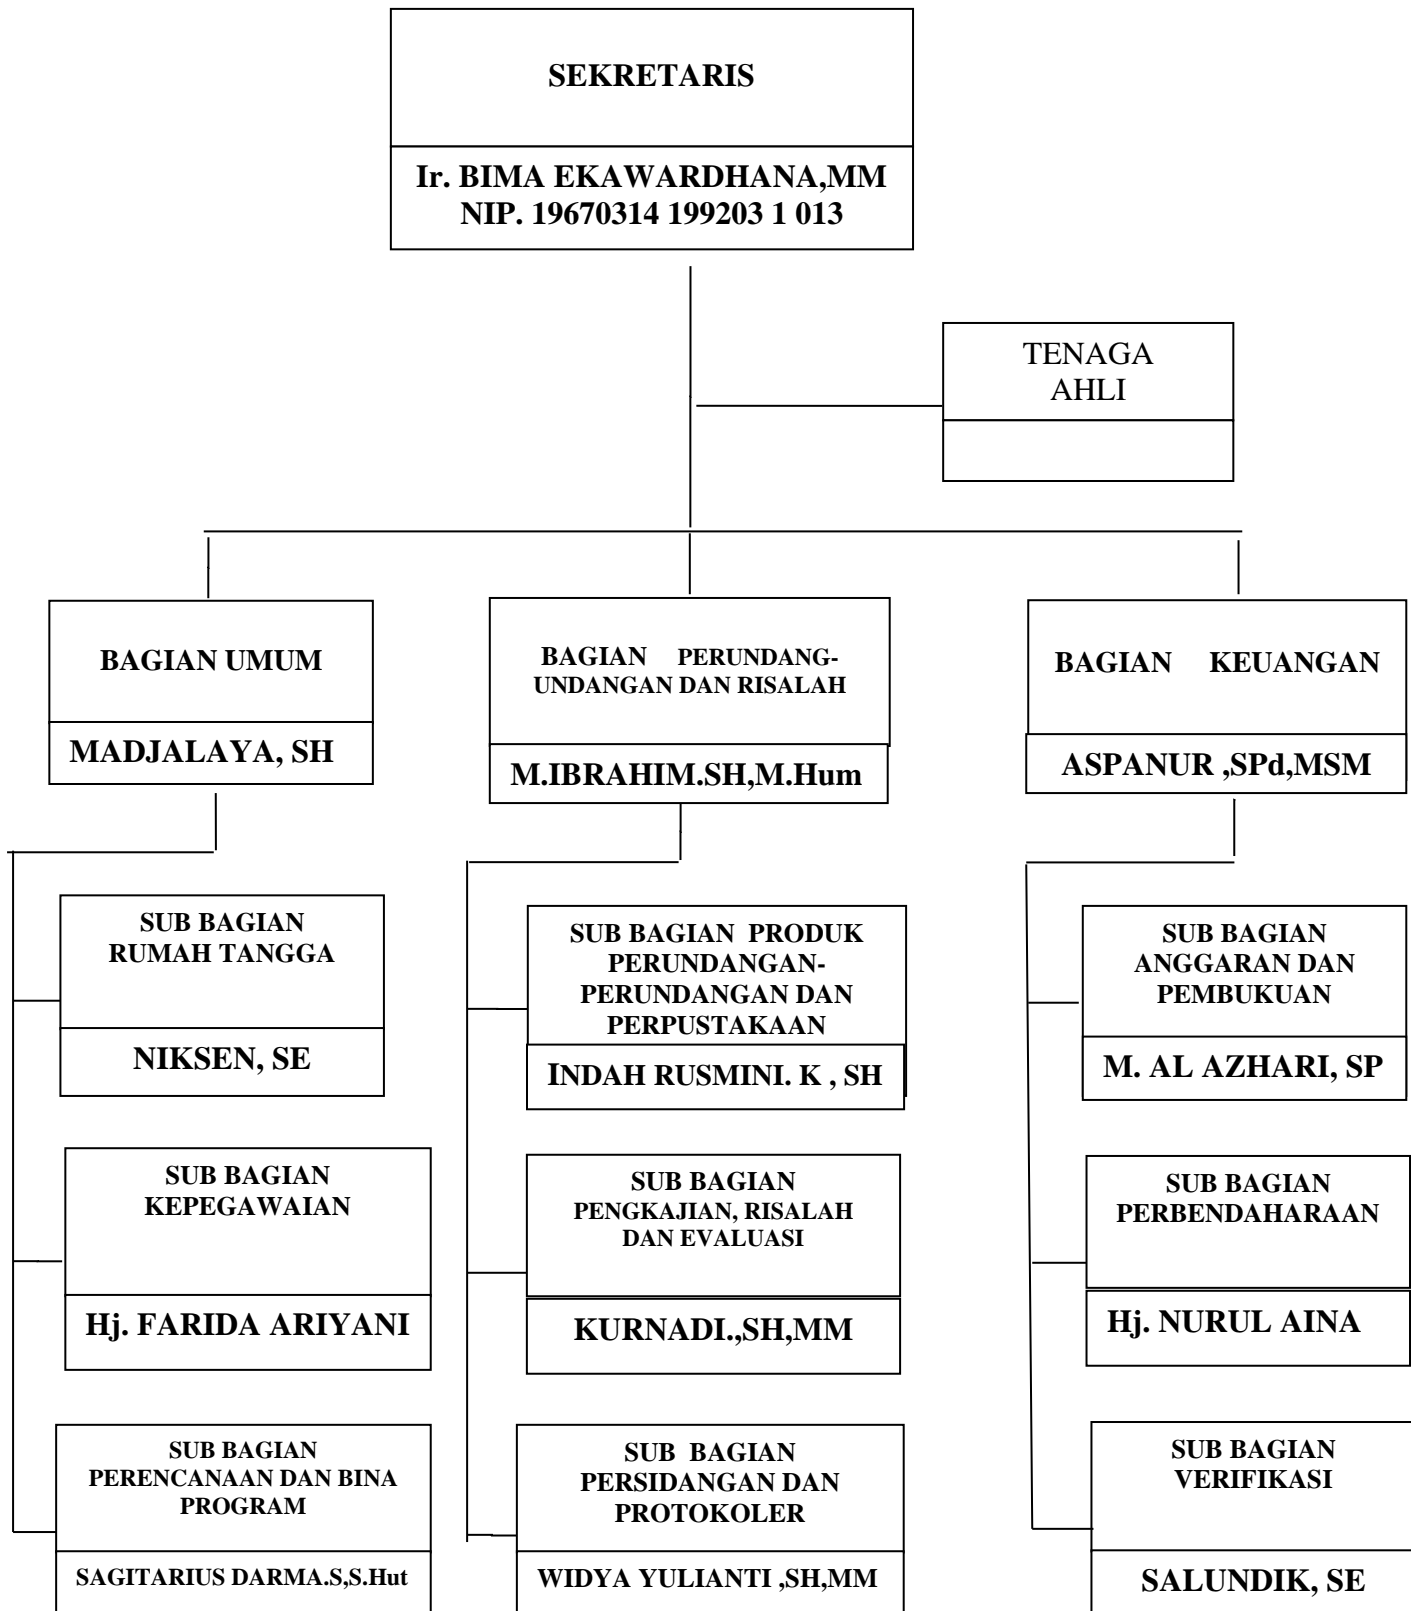 SEKRETARIS
Ir. BIMA EKAWARDHANA,MM
NIP. 19670314 199203 1 013
TENAGA
AHLI
BAGIAN UMUM
MADJALAYA, SH
BAGIAN PERUNDANG-
UNDANGAN DAN RISALAH
M.IBRAHIM.SH,M.Hum
BAGIAN KEUANGAN
ASPANUR ,SPd,MSM
SUB BAGIAN
RUMAH TANGGA
NIKSEN, SE
SUB BAGIAN PRODUK
PERUNDANGAN-
PERUNDANGAN DAN
PERPUSTAKAAN
INDAH RUSMINI. K , SH
SUB BAGIAN
ANGGARAN DAN
PEMBUKUAN
M. AL AZHARI, SP
SUB BAGIAN
KEPEGAWAIAN
Hj. FARIDA ARIYANI
SUB BAGIAN
PENGKAJIAN, RISALAH
DAN EVALUASI
KURNADI.,SH,MM
SUB BAGIAN
PERBENDAHARAAN
Hj. NURUL AINA
SUB BAGIAN
PERENCANAAN DAN BINA
PROGRAM
SAGITARIUS DARMA.S,S.Hut
SUB BAGIAN
PERSIDANGAN DAN
PROTOKOLER
WIDYA YULIANTI ,SH,MM
SUB BAGIAN
VERIFIKASI
SALUNDIK, SE